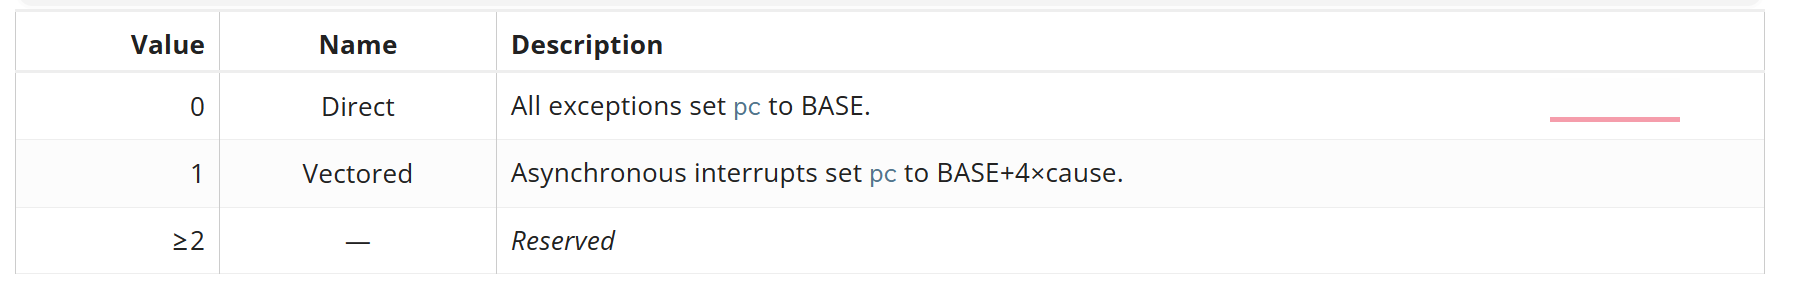 Value Name Description
0 Direct All exceptions set pc to BASE.
1 Vectored Asynchronous interrupts set pc to BASE+4×cause.
≥2 — Reserved